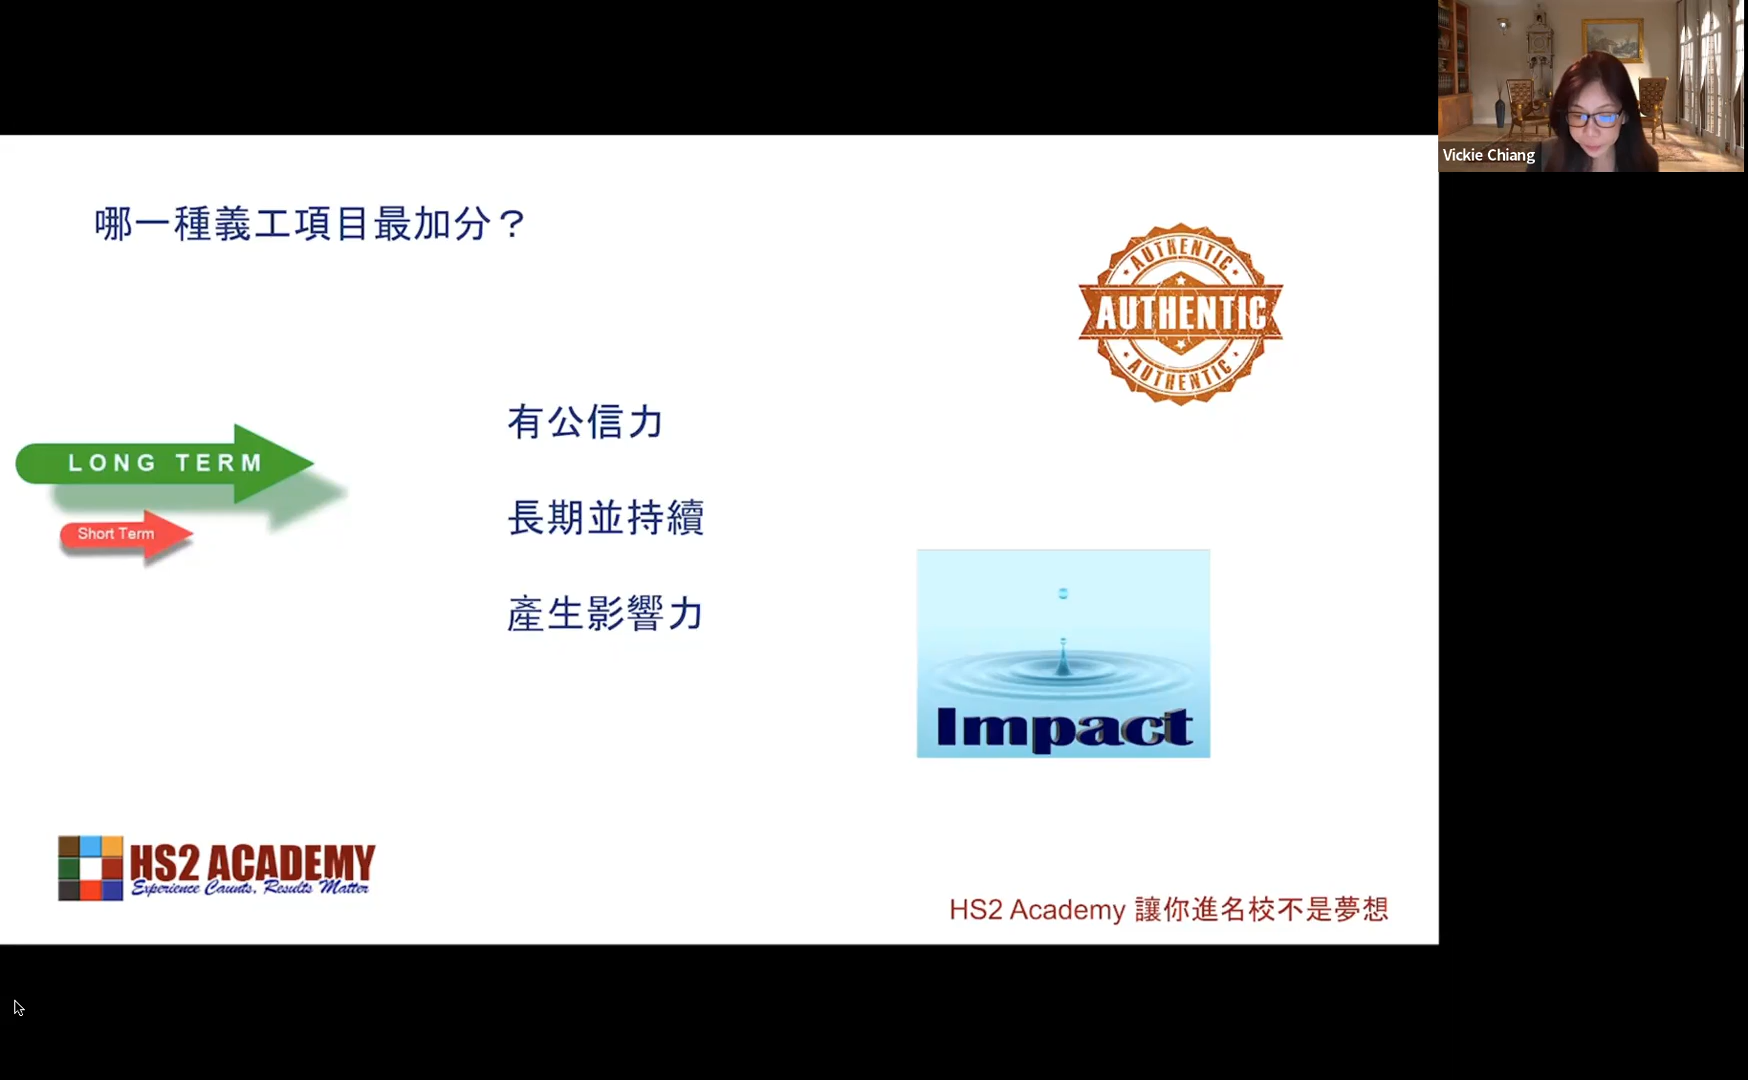 Vickie Chiang
哪一種義工項目最加分？
AUTHENTIC
AUTHENTIC
AUTHENTIC
有公信力
LONG TERM
長期並持續
Short Term
產生影響力
Impact
HS2 ACADEMY
Experience Counts, Results Matter
HS2 Academy 讓你進名校不是夢想